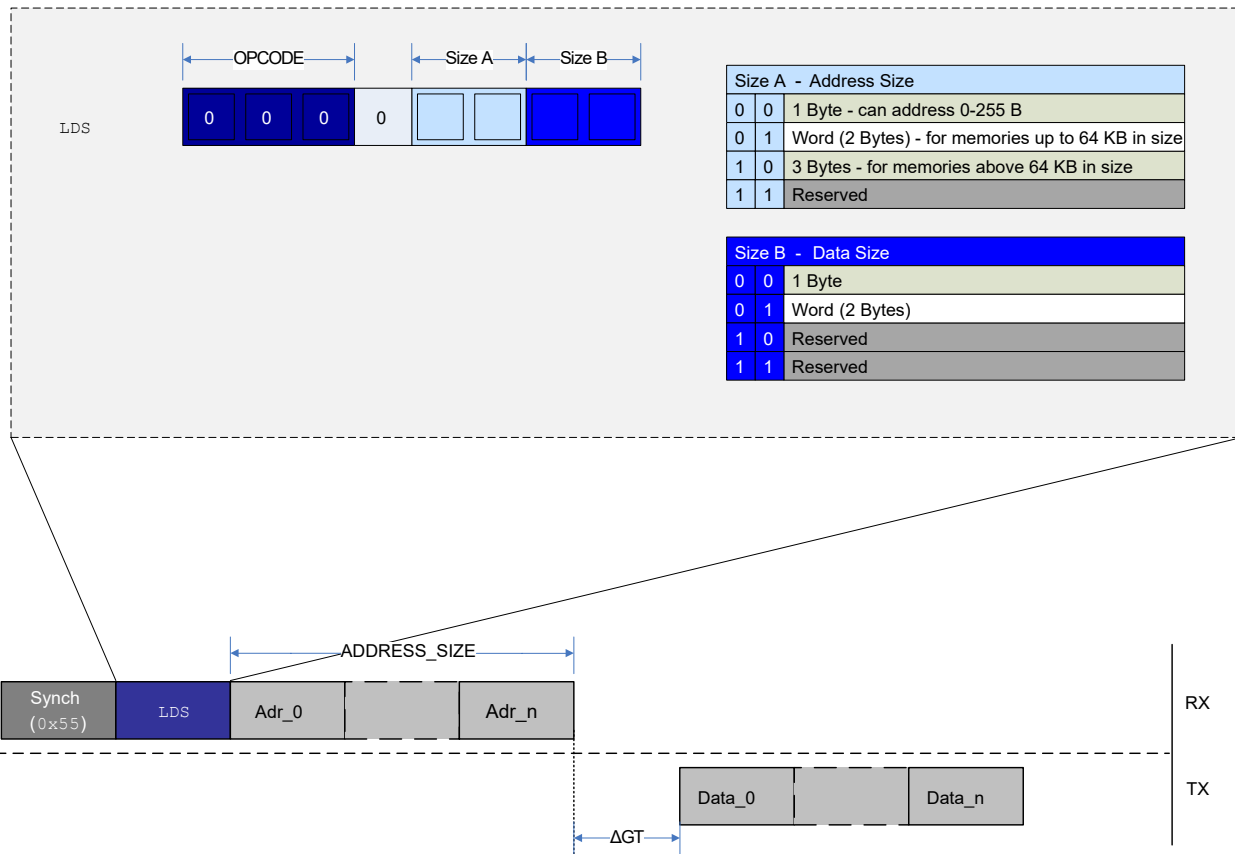 OPCODE Size A Size B
LDS 0 0 0 0
Size A - Address Size
0 0 1 Byte - can address 0-255 B
0 1 Word (2 Bytes) - for memories up to 64 KB in size
1 0 3 Bytes - for memories above 64 KB in size
1 1 Reserved
Size B - Data Size
0 0 1 Byte
0 1 Word (2 Bytes)
1 0 Reserved
1 1 Reserved
ADDRESS_SIZE
Synch
(0x55)
LDS Adr_0 Adr_n RX
Data_0 Data_n TX
ΔGT